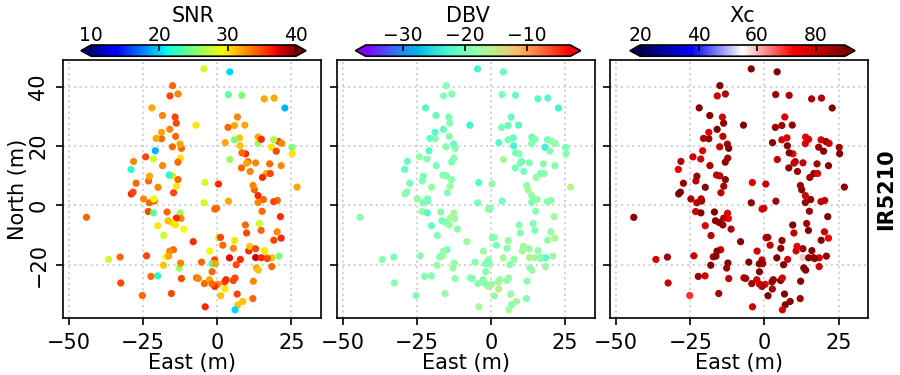 SNR
DBV
Xc
10 20 30 40
−30 −20 −10
20 40 60 80
40
20
0
−20
North (m)
−50 −25 0 25
−50 −25 0 25
−50 −25 0 25
East (m)
East (m)
East (m)
IR5210